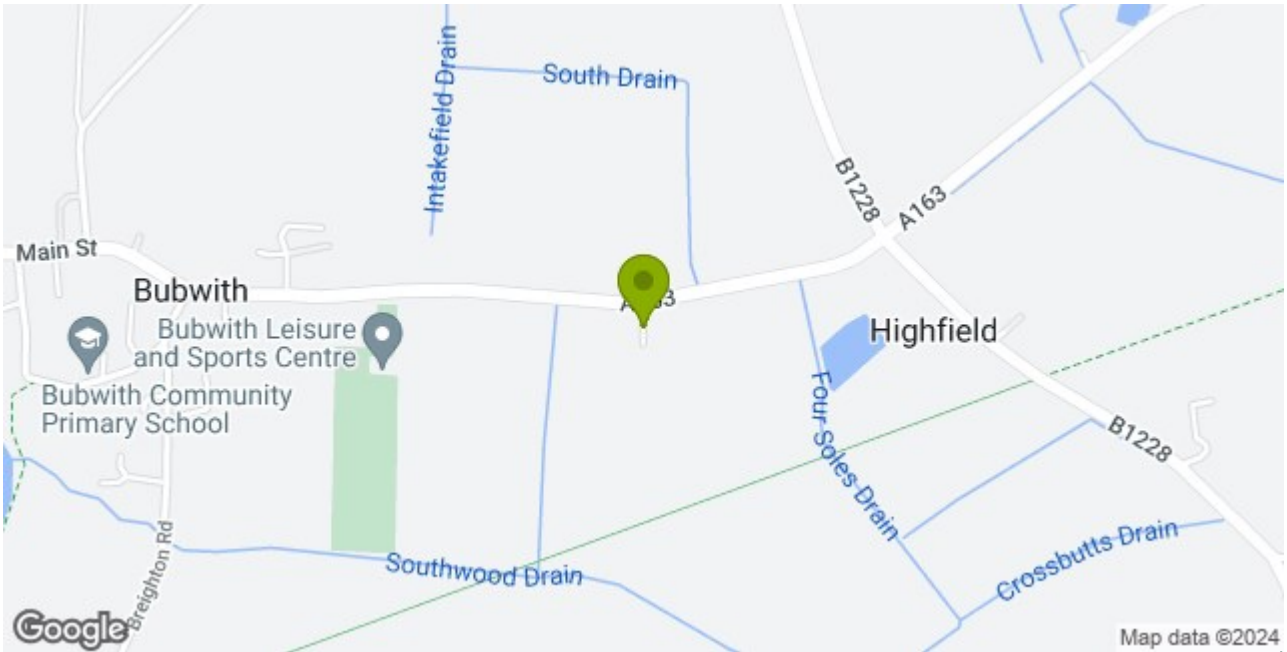 Intakefield Drain
South Drain
B1228
A163
Main St
Bubwith
Bubwith Leisure
and Sports Centre
Highfield
Bubwith Community
Primary School
Four Soles Drain
B1228
Crossbutts Drain
Southwood Drain
Breighton Rd
Google
Map data ©2024